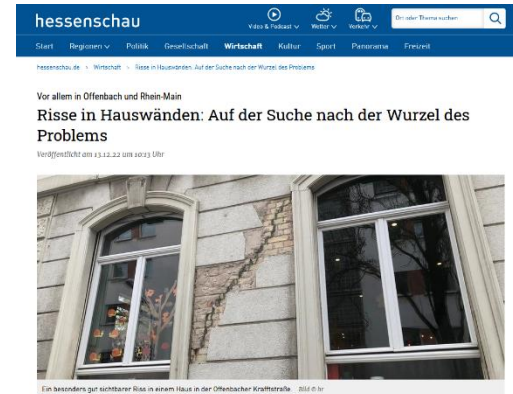 hessenschau
Video & Podcast
Wetter
Verkehr
Ort oder Thema suchen
Start Regionen Politik Gesellschaft Wirtschaft Kultur Sport Panorama Freizeit
hessenschau.de > Wirtschaft > Risse in Hauswänden: Auf der Suche nach der Wurzel des Problems
Vor allem in Offenbach und Rhein-Main
Risse in Hauswänden: Auf der Suche nach der Wurzel des
Problems
Veröffentlicht am 13.12.22 um 10:13 Uhr
Ein besonders gut sichtbarer Riss in einem Haus in der Offenbacher Krafftstraße. Bild © hr